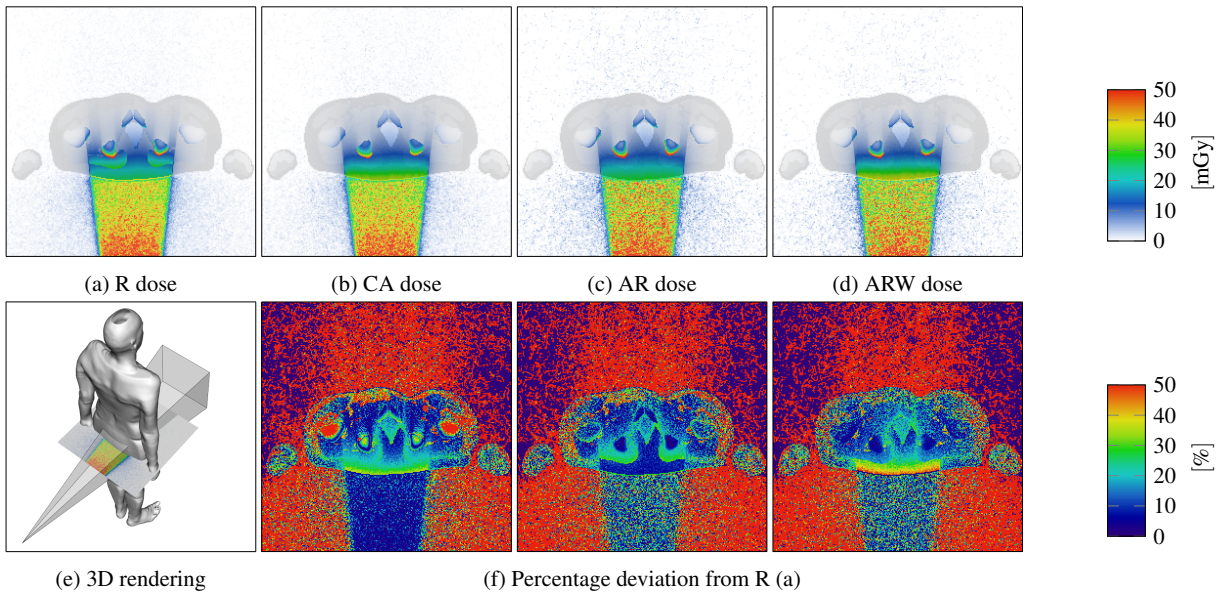 (a) R dose
(b) CA dose
(c) AR dose
(d) ARW dose
50
40
30
20
10
0
[mGy]
(e) 3D rendering
(f) Percentage deviation from R (a)
50
40
30
20
10
0
[%]